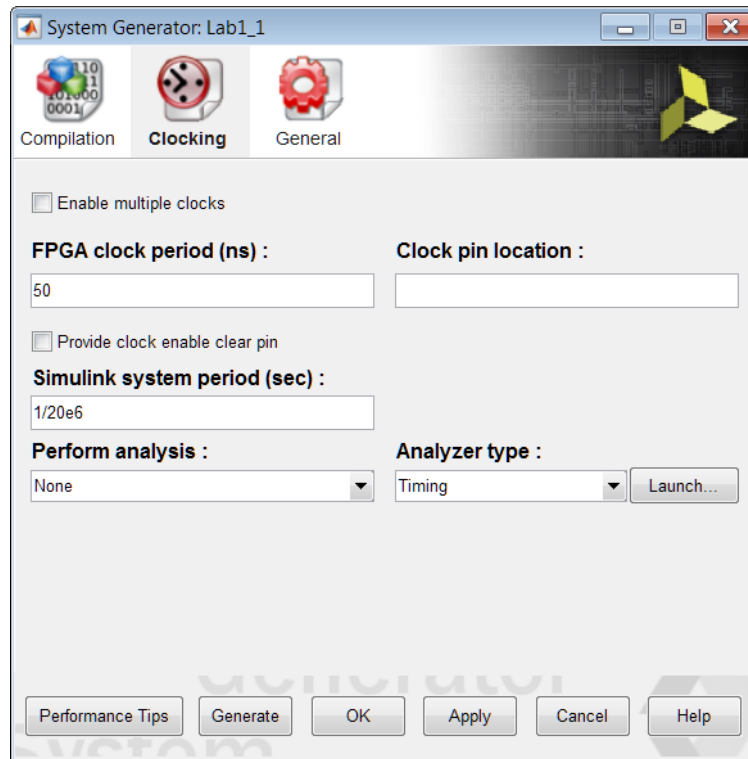 System Generator: Lab1_1
Compilation Clocking General
Enable multiple clocks
FPGA clock period (ns) : Clock pin location :
50
Provide clock enable clear pin
Simulink system period (sec) :
1/20e6
Perform analysis : Analyzer type :
None Timing Launch...
Generator
Performance Tips Generate OK Apply Cancel Help
System